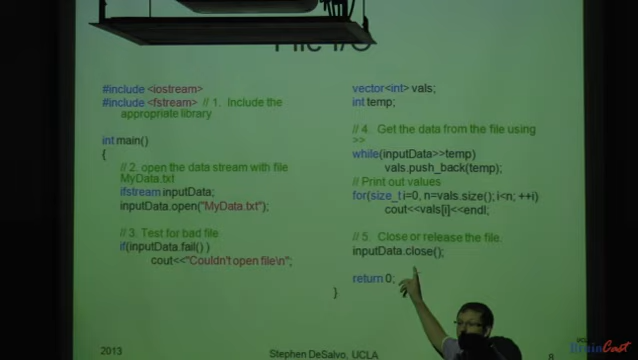 File I/O
#include <iostream>
#include <fstream> // 1. Include the
appropriate library
int main()
{
// 2. open the data stream with file
MyData.txt
ifstream inputData;
inputData.open("MyData.txt");
// 3. Test for bad file
if(inputData.fail() )
cout<<"Couldn't open file\n";
vector<int> vals;
int temp;
// 4. Get the data from the file using
>>
while(inputData>>temp)
vals.push_back(temp);
// Print out values
for(size_t i=0, n=vals.size(); i<n; ++i)
cout<<vals[i]<<endl;
// 5. Close or release the file.
inputData.close();
return 0;
}
2013
Stephen DeSalvo, UCLA
8
BruinCast